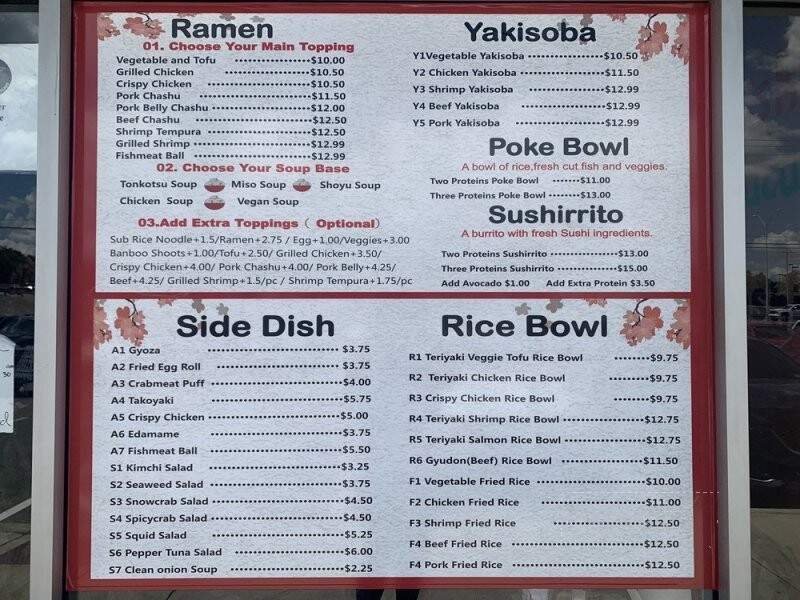 Ramen
01. Choose Your Main Topping
Vegetable and Tofu $10.00
Grilled Chicken $10.50
Crispy Chicken $10.50
Pork Chashu $11.50
Pork Belly Chashu $12.00
Beef Chashu $12.50
Shrimp Tempura $12.50
Grilled Shrimp $12.99
Fishmeat Ball $12.99
02. Choose Your Soup Base
Tonkotsu Soup Miso Soup Shoyu Soup
Chicken Soup Vegan Soup
03.Add Extra Toppings ( Optional)
Sub Rice Noodle+1.5/Ramen+2.75 / Egg+1.00/Veggies+3.00
Banboo Shoots+1.00/Tofu+2.50/ Grilled Chicken+3.50/
Crispy Chicken+4.00/ Pork Chashu+4.00/ Pork Belly+4.25/
Beef+4.25/ Grilled Shrimp+1.5/pc / Shrimp Tempura+1.75/pc
Yakisoba
Y1Vegetable Yakisoba $10.50
Y2 Chicken Yakisoba $11.50
Y3 Shrimp Yakisoba $12.99
Y4 Beef Yakisoba $12.99
Y5 Pork Yakisoba $12.99
Poke Bowl
A bowl of rice,fresh cut fish and veggies.
Two Proteins Poke Bowl $11.00
Three Proteins Poke Bowl $13.00
Sushirrito
A burrito with fresh Sushi ingredients.
Two Proteins Sushirrito $13.00
Three Proteins Sushirrito $15.00
Add Avocado $1.00 Add Extra Protein $3.50
Side Dish
A1 Gyoza $3.75
A2 Fried Egg Roll $3.75
A3 Crabmeat Puff $4.00
A4 Takoyaki $5.75
A5 Crispy Chicken $5.00
A6 Edamame $3.75
A7 Fishmeat Ball $5.50
S1 Kimchi Salad $3.25
S2 Seaweed Salad $3.75
S3 Snowcrab Salad $4.50
S4 Spicycrab Salad $4.50
S5 Squid Salad $5.25
S6 Pepper Tuna Salad $6.00
S7 Clean onion Soup $2.25
Rice Bowl
R1 Teriyaki Veggie Tofu Rice Bowl $9.75
R2 Teriyaki Chicken Rice Bowl $9.75
R3 Crispy Chicken Rice Bowl $9.75
R4 Teriyaki Shrimp Rice Bowl $12.75
R5 Teriyaki Salmon Rice Bowl $12.75
R6 Gyudon(Beef) Rice Bowl $11.50
F1 Vegetable Fried Rice $10.00
F2 Chicken Fried Rice $11.00
F3 Shrimp Fried Rice $12.50
F4 Beef Fried Rice $12.50
F4 Pork Fried Rice $12.50